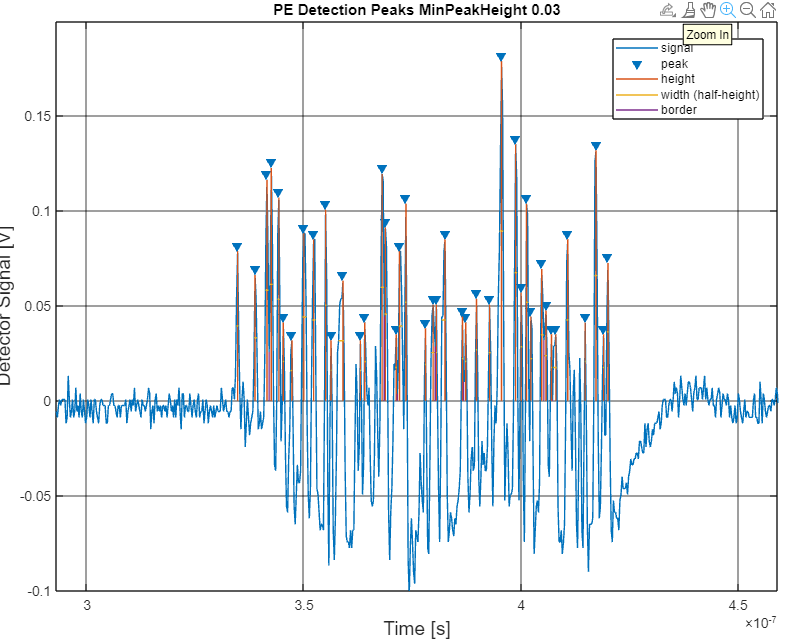 PE Detection Peaks MinPeakHeight 0.03
Zoom In
signal
peak
height
width (half-height)
border
0.15
0.1
0.05
0
-0.05
-0.1
Detector Signal [V]
3
3.5
4
4.5
×10-7
Time [s]